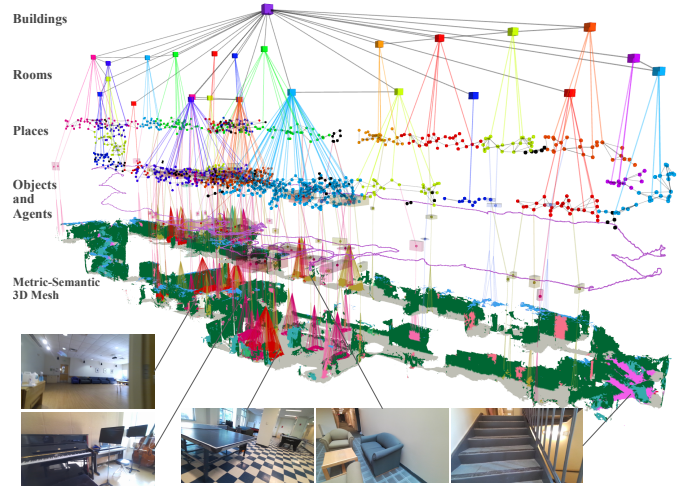 Buildings
Rooms
Places
Objects and
Agents
Metric-Semantic
3D Mesh